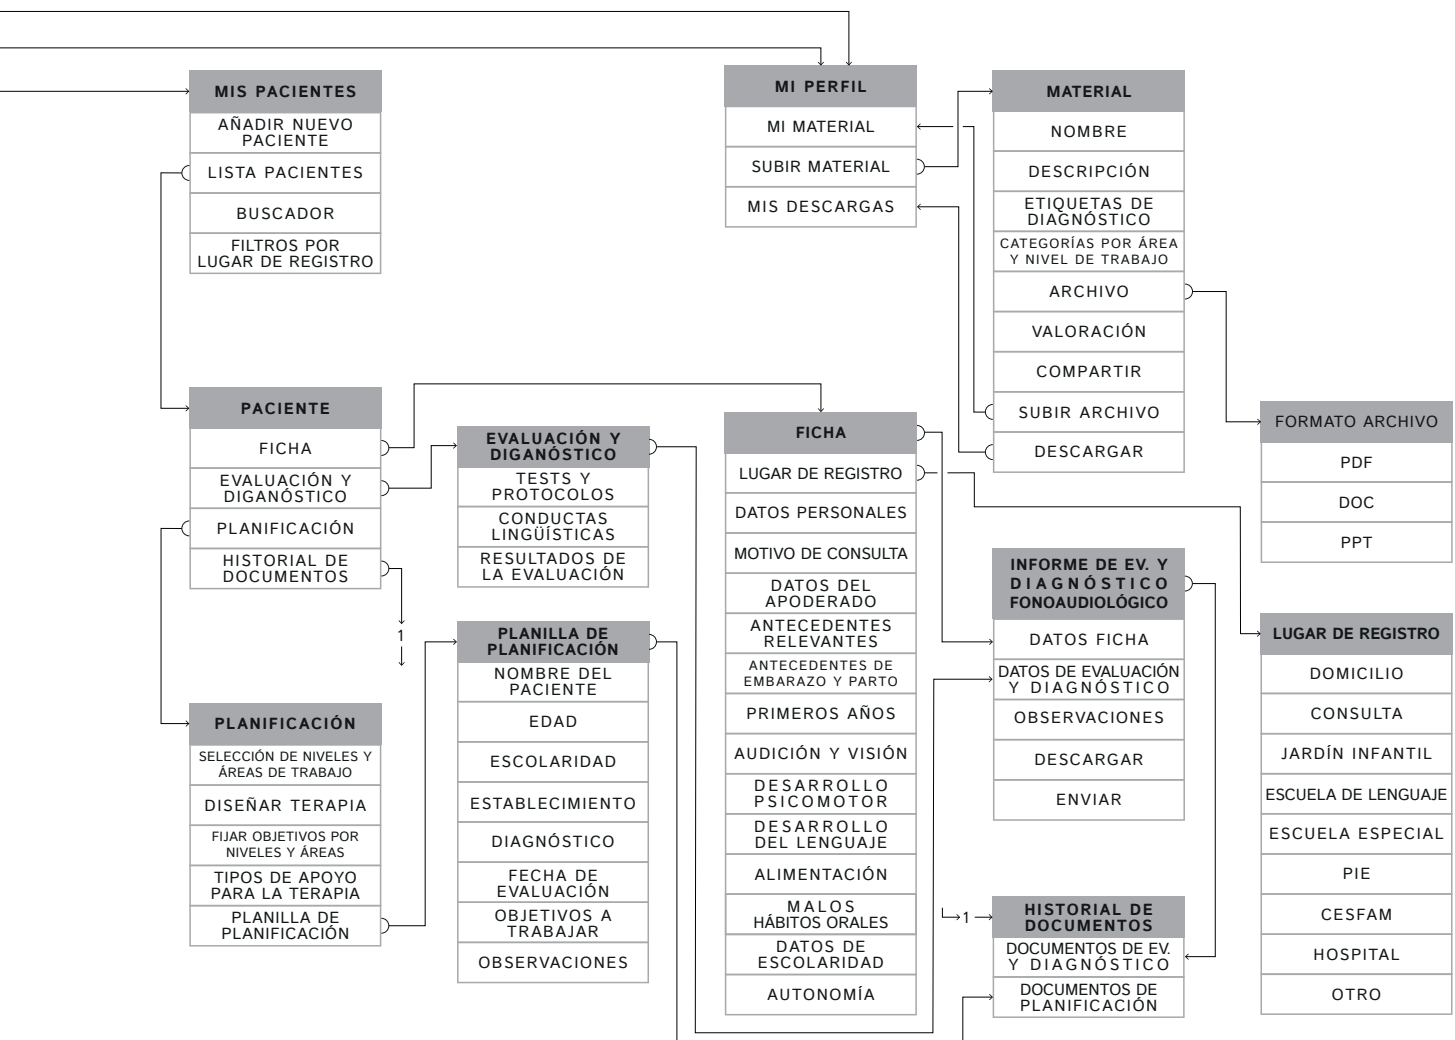 MIS PACIENTES
AÑADIR NUEVO
PACIENTE
LISTA PACIENTES
BUSCADOR
FILTROS POR
LUGAR DE REGISTRO
MI PERFIL
MI MATERIAL
SUBIR MATERIAL
MIS DESCARGAS
MATERIAL
NOMBRE
DESCRIPCIÓN
ETIQUETAS DE
DIAGNÓSTICO
CATEGORÍAS POR ÁREA
Y NIVEL DE TRABAJO
ARCHIVO
VALORACIÓN
COMPARTIR
SUBIR ARCHIVO
DESCARGAR
FORMATO ARCHIVO
PDF
DOC
PPT
PACIENTE
FICHA
EVALUACIÓN Y
DIGANÓSTICO
PLANIFICACIÓN
HISTORIAL DE
DOCUMENTOS
1
EVALUACIÓN Y
DIGANÓSTICO
TESTS Y
PROTOCOLOS
CONDUCTAS
LINGÜÍSTICAS
RESULTADOS DE
LA EVALUACIÓN
PLANILLA DE
PLANIFICACIÓN
NOMBRE DEL
PACIENTE
EDAD
ESCOLARIDAD
ESTABLECIMIENTO
DIAGNÓSTICO
FECHA DE
EVALUACIÓN
OBJETIVOS A
TRABAJAR
OBSERVACIONES
PLANIFICACIÓN
SELECCIÓN DE NIVELES Y
ÁREAS DE TRABAJO
DISEÑAR TERAPIA
FIJAR OBJETIVOS POR
NIVELES Y ÁREAS
TIPOS DE APOYO
PARA LA TERAPIA
PLANILLA DE
PLANIFICACIÓN
FICHA
LUGAR DE REGISTRO
DATOS PERSONALES
MOTIVO DE CONSULTA
DATOS DEL
APODERADO
ANTECEDENTES
RELEVANTES
ANTECEDENTES DE
EMBARAZO Y PARTO
PRIMEROS AÑOS
AUDICIÓN Y VISIÓN
DESARROLLO
PSICOMOTOR
DESARROLLO
DEL LENGUAJE
ALIMENTACIÓN
MALOS
HÁBITOS ORALES
DATOS DE
ESCOLARIDAD
AUTONOMÍA
INFORME DE EV. Y
DIAGNÓSTICO
FONOAUDIOLÓGICO
DATOS FICHA
DATOS DE EVALUACIÓN
Y DIAGNÓSTICO
OBSERVACIONES
DESCARGAR
ENVIAR
1
HISTORIAL DE
DOCUMENTOS
DOCUMENTOS DE EV.
Y DIAGNÓSTICO
DOCUMENTOS DE
PLANIFICACIÓN
LUGAR DE REGISTRO
DOMICILIO
CONSULTA
JARDÍN INFANTIL
ESCUELA DE LENGUAJE
ESCUELA ESPECIAL
PIE
CESFAM
HOSPITAL
OTRO